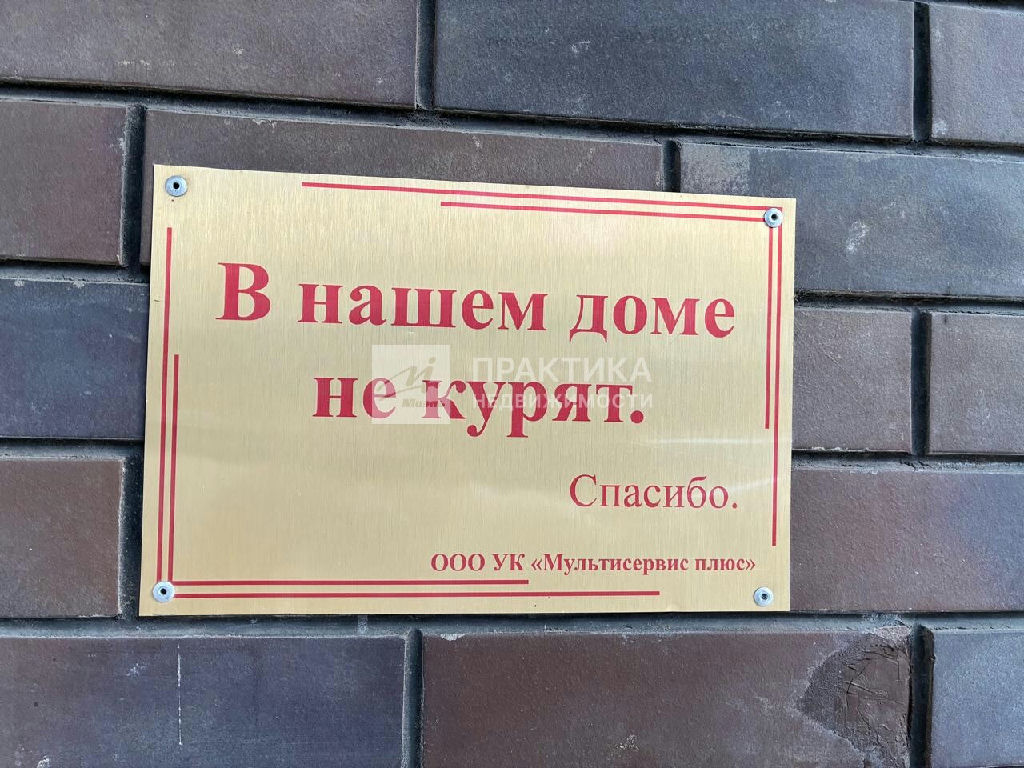 В нашем доме
не курят.
Спасибо.
ООО УК «Мультисервис плюс»
ПРАКТИКА
НЕДВИЖИМОСТИ